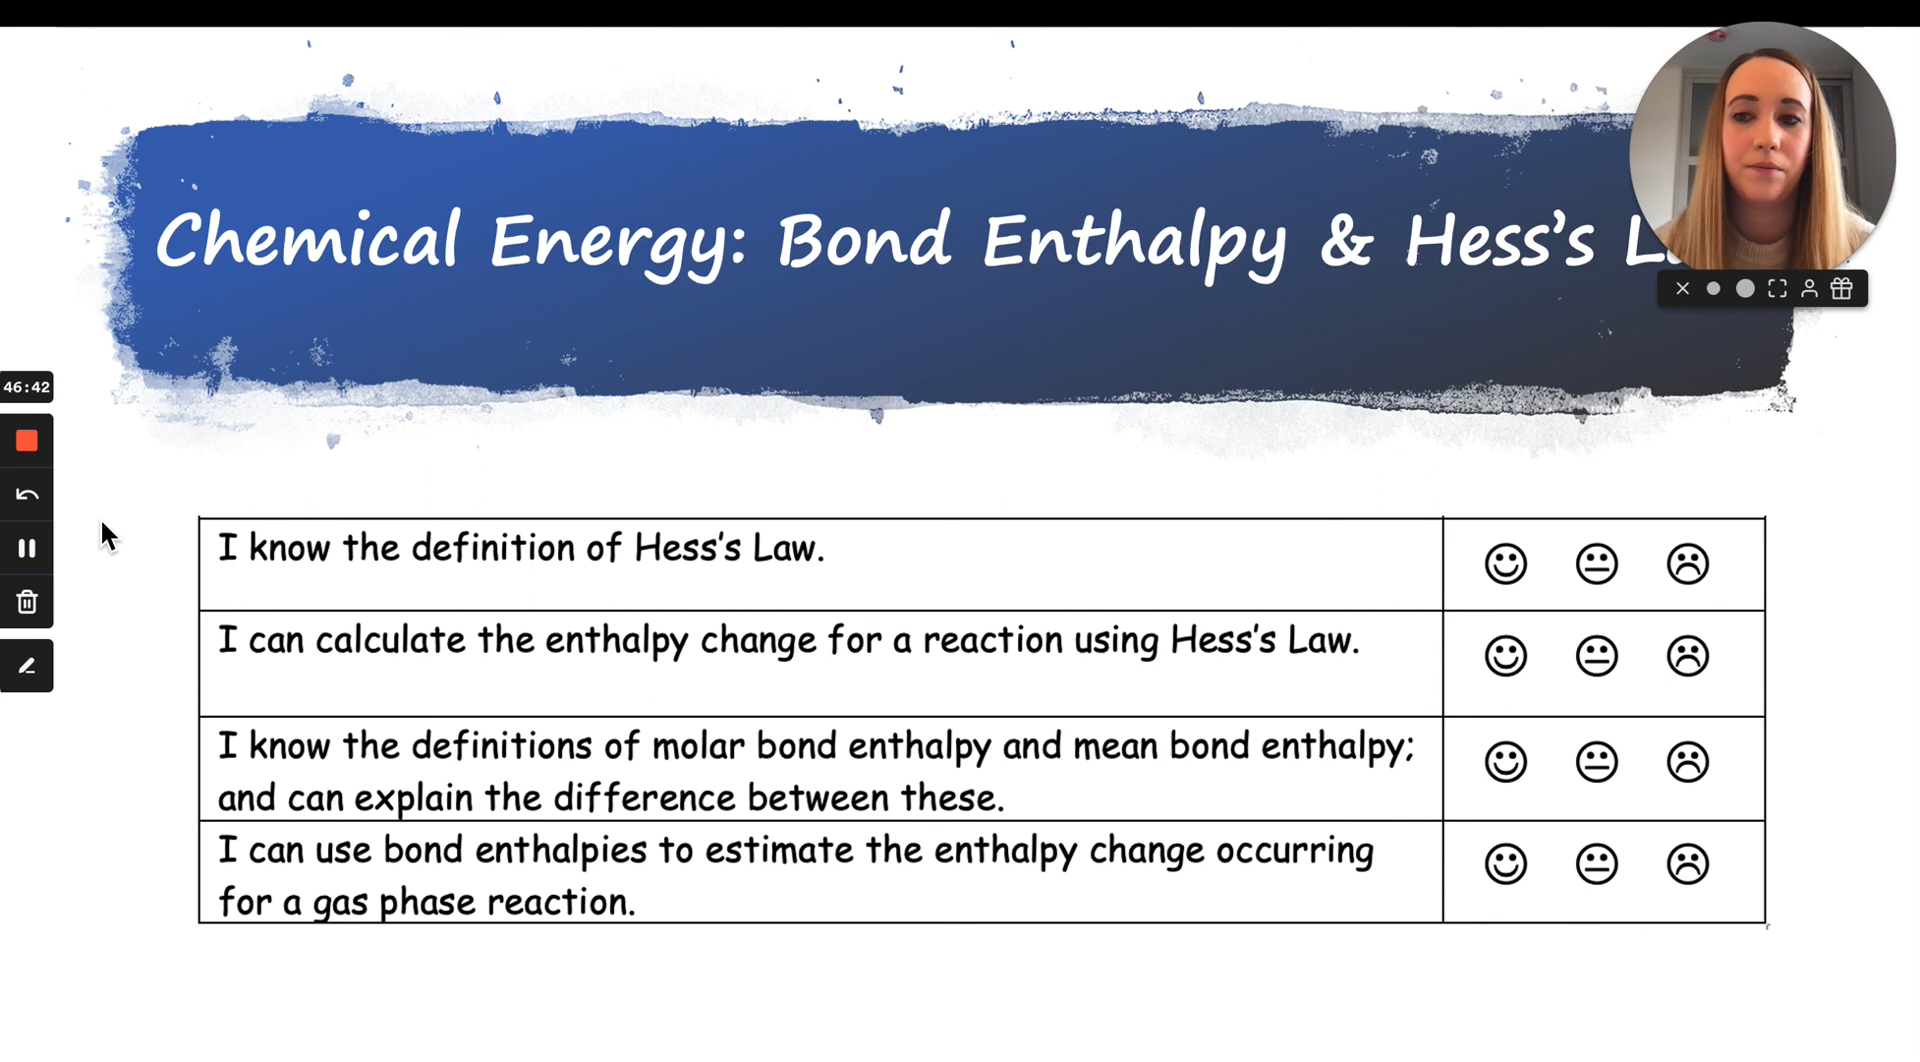 Chemical Energy: Bond Enthalpy & Hess's
46:42
I know the definition of Hess's Law.
I can calculate the enthalpy change for a reaction using Hess's Law.
I know the definitions of molar bond enthalpy and mean bond enthalpy;
and can explain the difference between these.
I can use bond enthalpies to estimate the enthalpy change occurring
for a gas phase reaction.